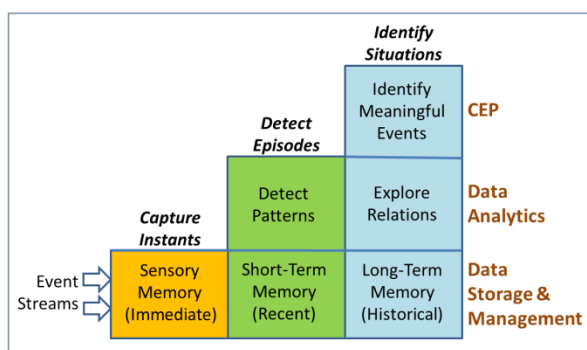 Identify
Situations
Identify
Meaningful
Events
CEP
Detect
Episodes
Detect
Patterns
Explore
Relations
Data
Analytics
Capture
Instants
Event
Streams
Sensory
Memory
(Immediate)
Short-Term
Memory
(Recent)
Long-Term
Memory
(Historical)
Data
Storage &
Management